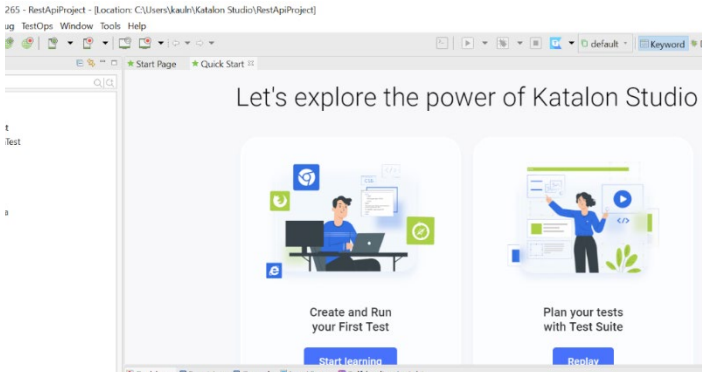 265 - RestApiProject - [Location: C:\Users\kauln\Katalon Studio\RestApiProject]
ug TestOps Window Tools Help
default Keyword
Start Page Quick Start
Let's explore the power of Katalon Studio
t
Test
a
Create and Run
your First Test
Plan your tests
with Test Suite
Start learning
Replay